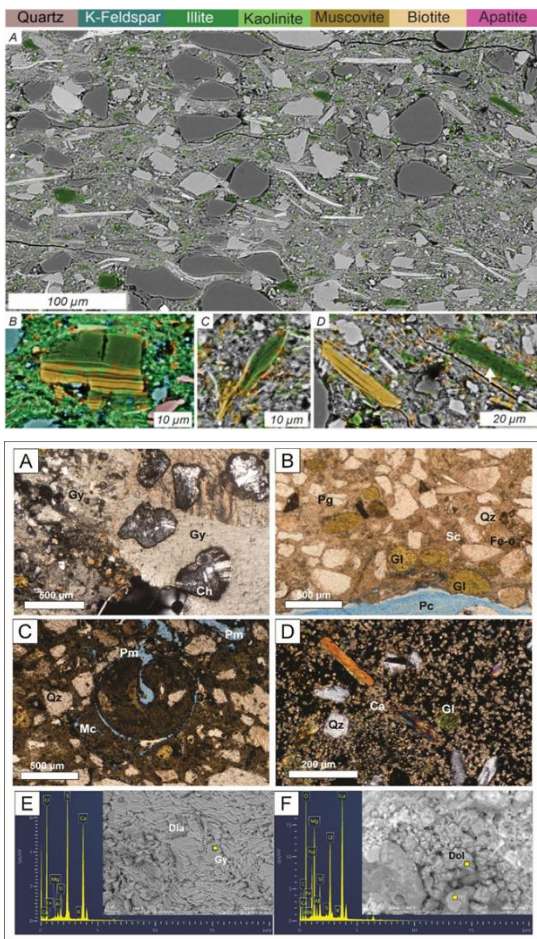 Quartz K-Feldspar Illite Kaolinite Muscovite Biotite Apatite
A
100 µm
B
10 µm
C
10 µm
D
20 µm
A
Gy
Gy
Ch
500 µm
B
Pg
Qz
Sc
Fe-o
Gl
Gl
Pc
500 µm
C
Pm
Pm
Qz
Mc
500 µm
D
Ca
Gl
Qz
200 µm
E
Dia
Gy
F
Dol